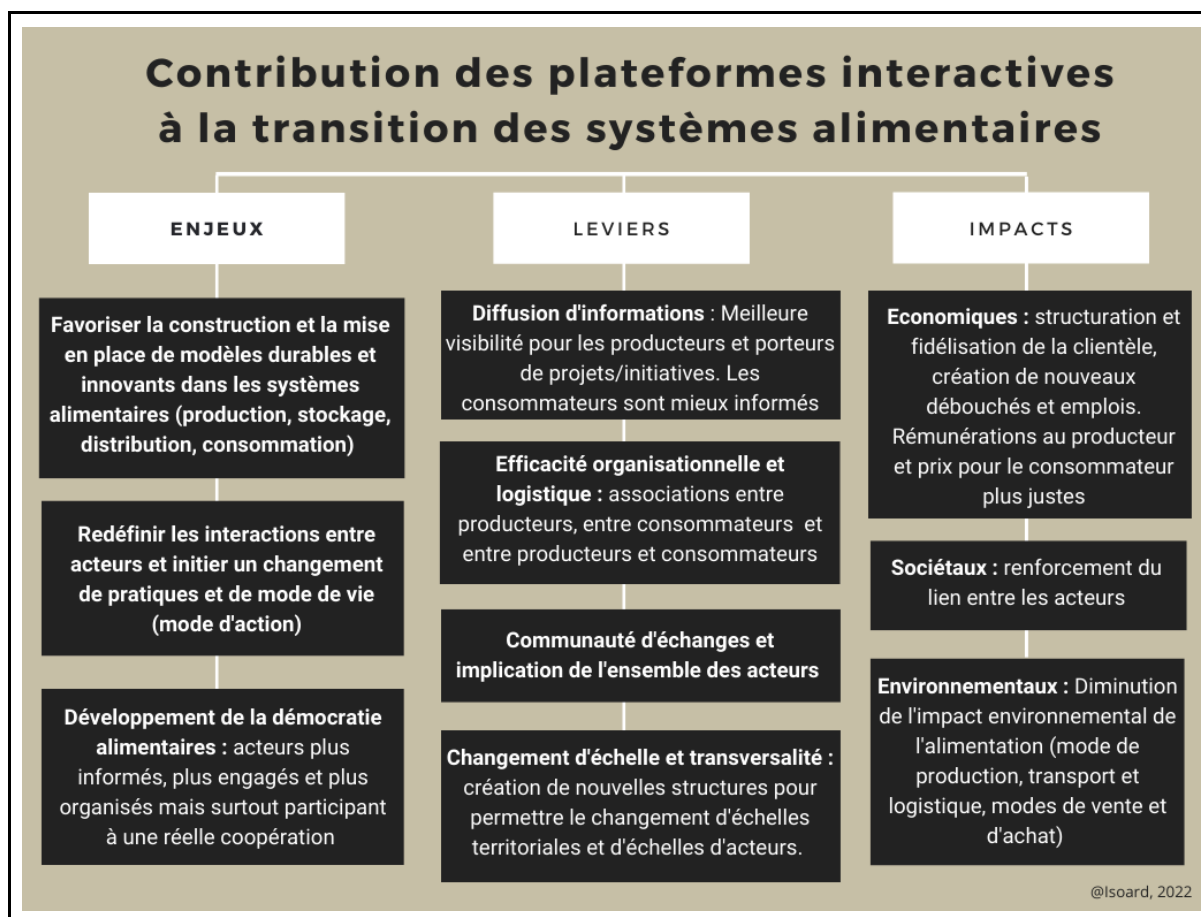 Contribution des plateformes interactives
à la transition des systèmes alimentaires
ENJEUX
Favoriser la construction et la mise
en place de modèles durables et
innovants dans les systèmes
alimentaires (production, stockage,
distribution, consommation)
Redéfinir les interactions entre
acteurs et initier un changement
de pratiques et de mode de vie
(mode d'action)
Développement de la démocratie
alimentaires : acteurs plus
informés, plus engagés et plus
organisés mais surtout participant
à une réelle coopération
LEVIERS
Diffusion d'informations : Meilleure
visibilité pour les producteurs et porteurs
de projets/initiatives. Les
consommateurs sont mieux informés
Efficacité organisationnelle et
logistique : associations entre
producteurs, entre consommateurs et
entre producteurs et consommateurs
Communauté d'échanges et
implication de l'ensemble des acteurs
Changement d'échelle et transversalité :
création de nouvelles structures pour
permettre le changement d'échelles
territoriales et d'échelles d'acteurs.
IMPACTS
Economiques : structuration et
fidélisation de la clientèle,
création de nouveaux
débouchés et emplois.
Rémunérations au producteur
et prix pour le consommateur
plus justes
Sociétaux : renforcement du
lien entre les acteurs
Environnementaux : Diminution
de l'impact environnemental de
l'alimentation (mode de
production, transport et
logistique, modes de vente et
d'achat)
@Isoard, 2022